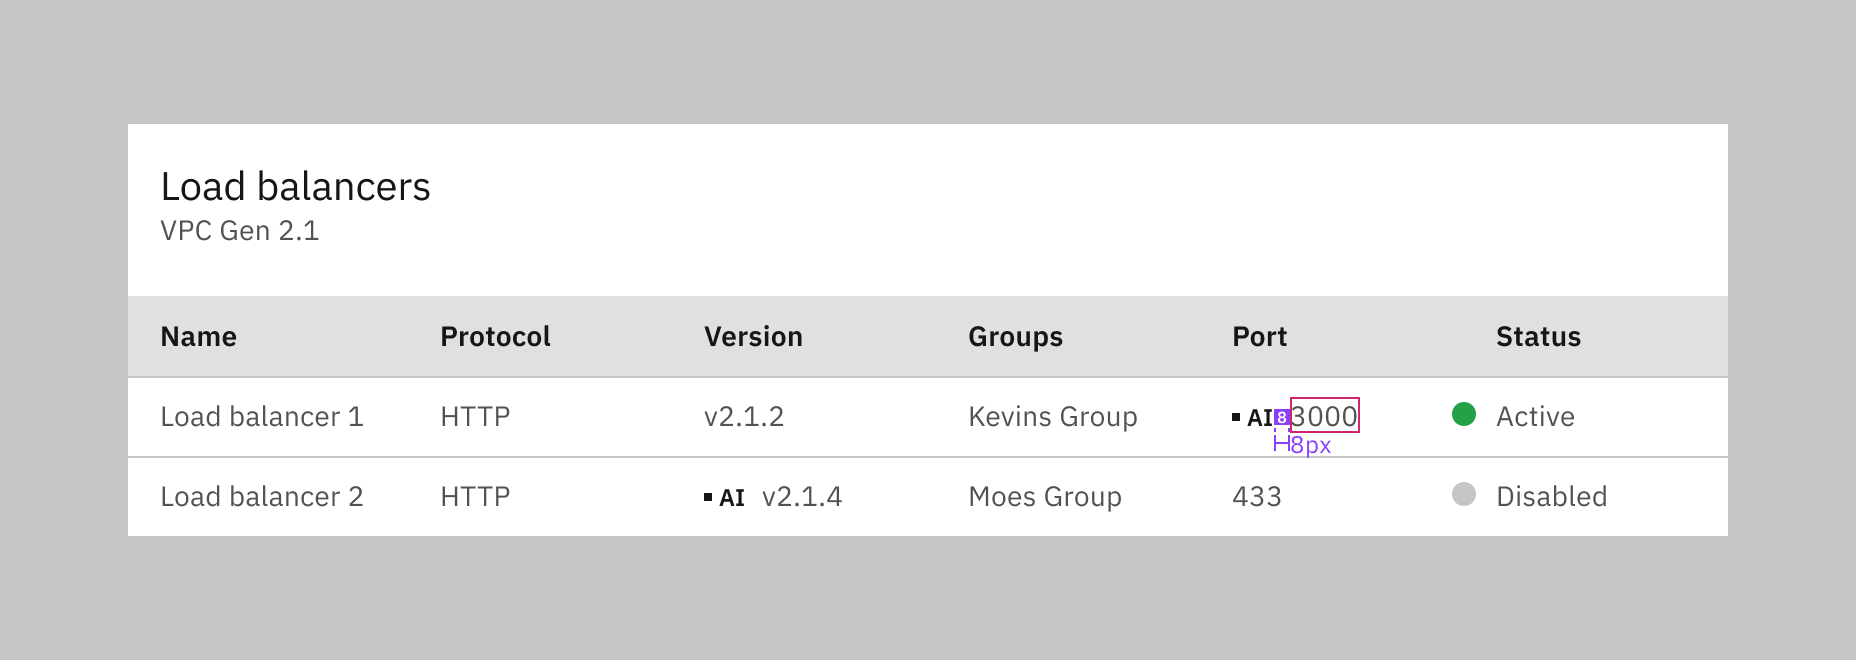 Load balancers
VPC Gen 2.1
Name Protocol Version Groups Port Status
Load balancer 1 HTTP v2.1.2 Kevins Group AI 8 3000 Active
8px
Load balancer 2 HTTP AI v2.1.4 Moes Group 433 Disabled